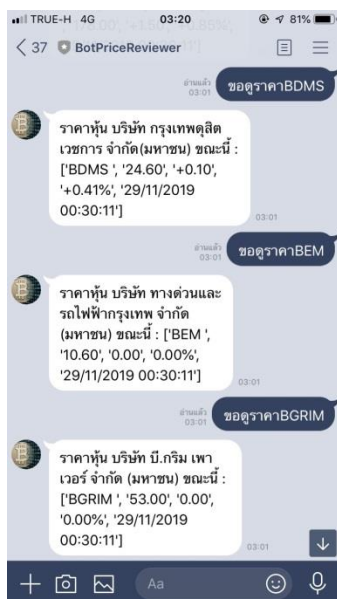 TRUE-H 4G 03:20 81%
37 BotPriceReviewer
อ่านแล้ว
03:01
ขอดูราคาBDMS
ราคาหุ้น บริษัท กรุงเทพดุสิต
เวชการ จำกัด(มหาชน) ขณะนี้ :
['BDMS ', '24.60', '+0.10',
'+0.41%', '29/11/2019
00:30:11']
03:01
อ่านแล้ว
03:01
ขอดูราคาBEM
ราคาหุ้น บริษัท ทางด่วนและ
รถไฟฟ้ากรุงเทพ จำกัด
(มหาชน) ขณะนี้ : ['BEM ',
'10.60', '0.00', '0.00%',
'29/11/2019 00:30:11']
03:01
อ่านแล้ว
03:01
ขอดูราคาBGRIM
ราคาหุ้น บริษัท บี.กริม เพา
เวอร์ จำกัด (มหาชน) ขณะนี้ :
['BGRIM ', '53.00', '0.00',
'0.00%', '29/11/2019
00:30:11']
03:01
Aa